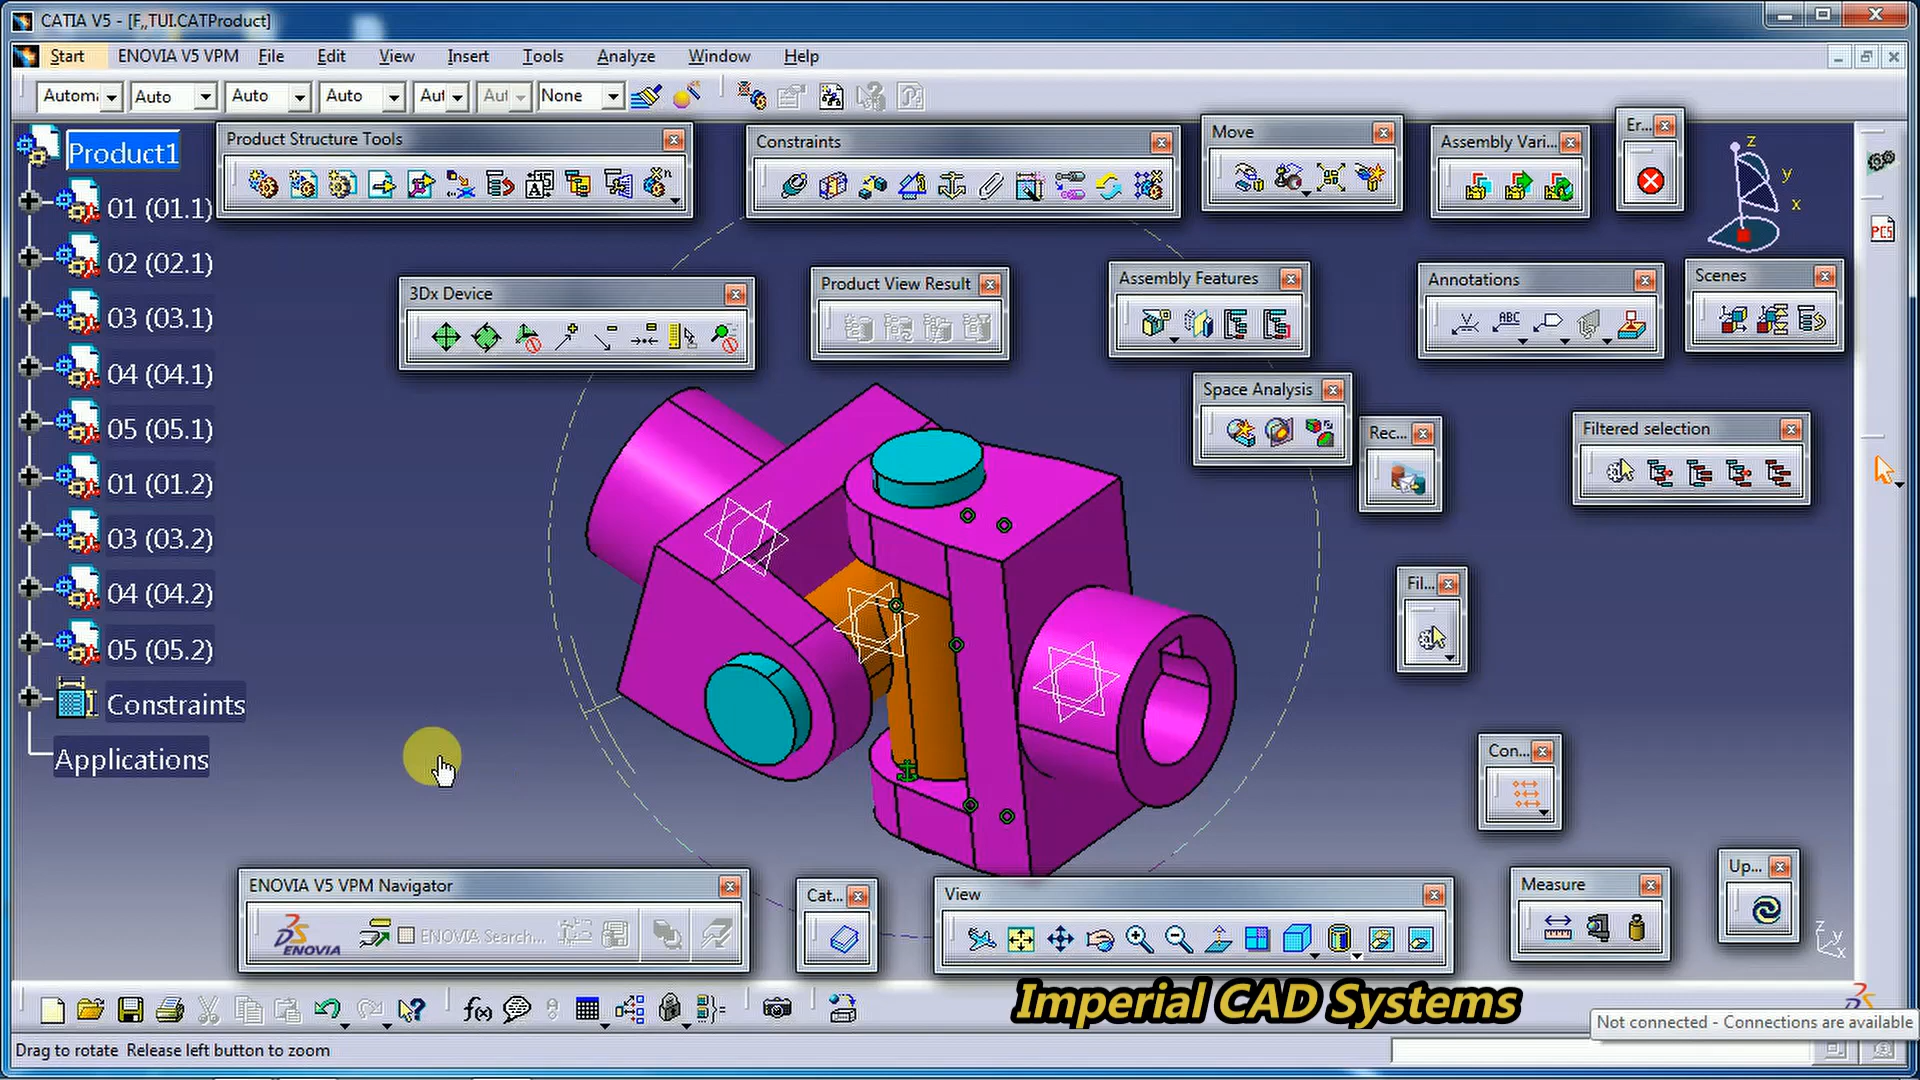 CATIA V5 - [F,,TUI.CATProduct]
Start ENOVIA V5 VPM File Edit View Insert Tools Analyze Window Help
Automa Auto Auto Auto Aut Aut None
Product Structure Tools
Constraints
Move
Assembly Vari...
Er...
Product1
01 (01.1)
02 (02.1)
03 (03.1)
04 (04.1)
05 (05.1)
01 (01.2)
03 (03.2)
04 (04.2)
05 (05.2)
Constraints
Applications
z
y
x
PCS
3Dx Device
Product View Result
Assembly Features
Annotations
ABC
Scenes
Space Analysis
Rec...
Filtered selection
Fil...
Con...
ENOVIA V5 VPM Navigator
ENOVIA
ENOVIA Search...
Cat...
View
Measure
Up...
z
y
x
f(x)
Imperial CAD Systems
Not connected - Connections are available
Drag to rotate Release left button to zoom